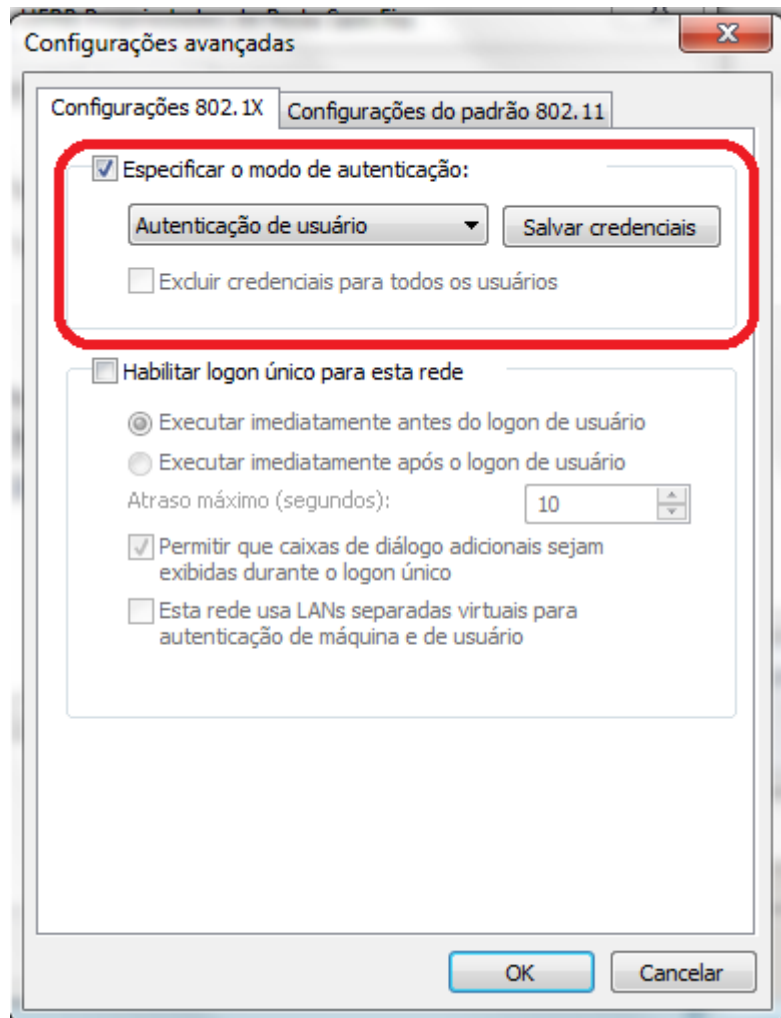 Configurações avançadas
Configurações 802.1X
Configurações do padrão 802.11
Especificar o modo de autenticação:
Autenticação de usuário
Salvar credenciais
Excluir credenciais para todos os usuários
Habilitar logon único para esta rede
Executar imediatamente antes do logon de usuário
Executar imediatamente após o logon de usuário
Atraso máximo (segundos):
10
Permitir que caixas de diálogo adicionais sejam
exibidas durante o logon único
Esta rede usa LANs separadas virtuais para
autenticação de máquina e de usuário
OK
Cancelar